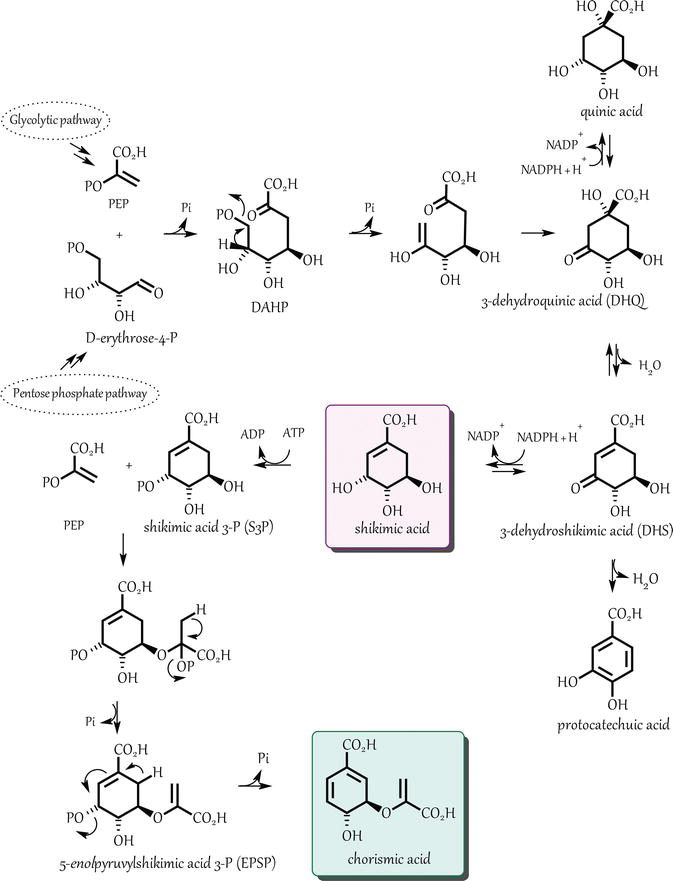 HO CO₂H
HO OH
OH
quinic acid
NADP⁺
NADPH + H⁺
Glycolytic pathway
CO₂H
PO
PEP
+
PO
HO O
OH
D-erythrose-4-P
Pentose phosphate pathway
Pi
CO₂H
PO O
H
HO OH
OH
DAHP
Pi
CO₂H
O
HO OH
OH
HO CO₂H
O OH
OH
3-dehydroquinic acid (DHQ)
H₂O
CO₂H
O OH
OH
3-dehydroshikimic acid (DHS)
NADP⁺ NADPH + H⁺
CO₂H
HO OH
OH
shikimic acid
ADP ATP
CO₂H
PO OH
OH
shikimic acid 3-P (S3P)
+
CO₂H
PO
PEP
H₂O
CO₂H
HO
OH
protocatechuic acid
CO₂H
H
PO O CO₂H
OH OP
Pi
CO₂H
H
PO O CO₂H
OH
5-enolpyruvylshikimic acid 3-P (EPSP)
Pi
CO₂H
O CO₂H
OH
chorismic acid